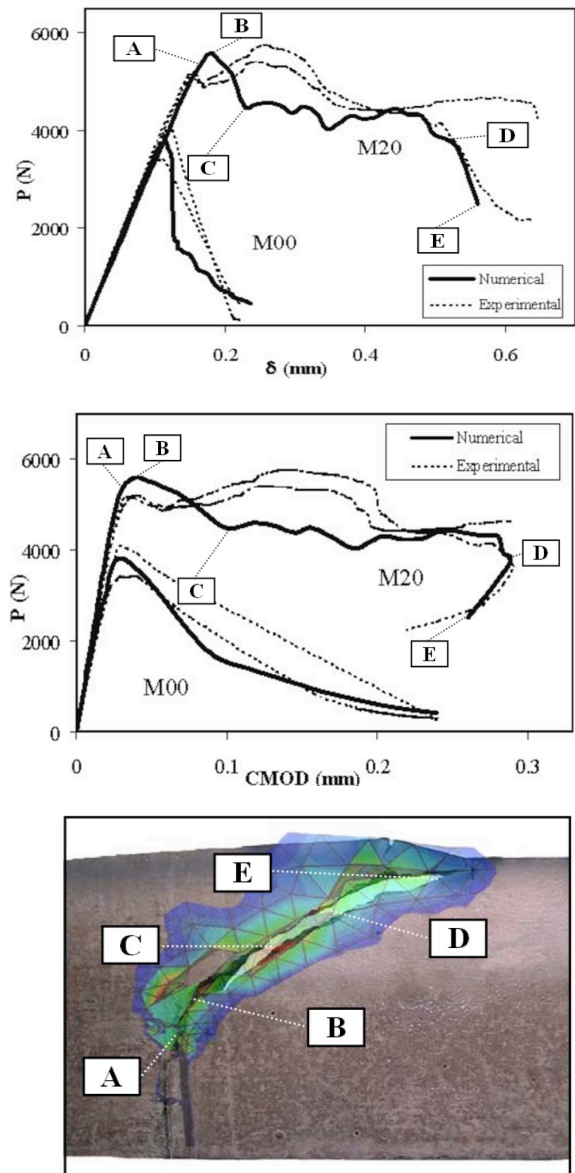 6000
4000
2000
0
P (N)
A
B
C
D
E
M20
M00
Numerical
Experimental
0
0.2
0.4
0.6
δ (mm)
6000
4000
2000
0
P (N)
A
B
C
D
E
M20
M00
Numerical
Experimental
0
0.1
0.2
0.3
CMOD (mm)
E
C
D
B
A